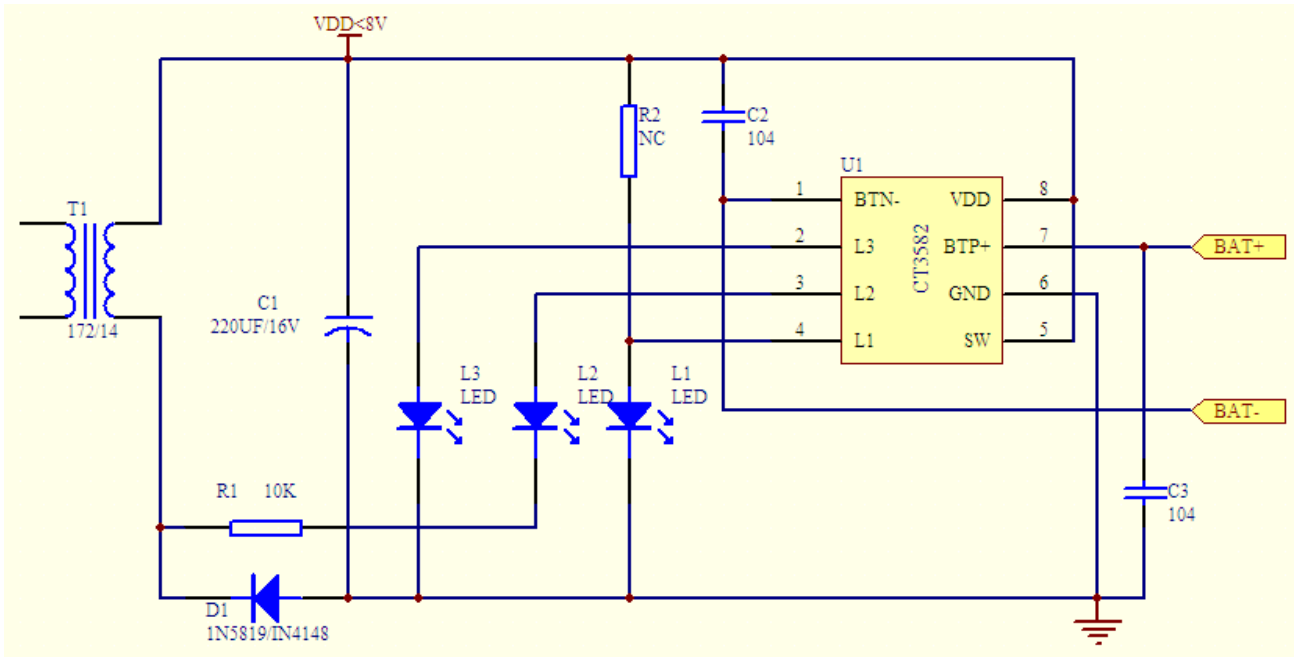 VDD<8V
R2
NC
C2
104
U1
1
BTN-
VDD
8
2
L3
BTP+
7
BAT+
3
L2
GND
6
4
L1
SW
5
CT3582
T1
172/14
C1
220UF/16V
L3
LED
L2
LED
L1
LED
BAT-
R1
10K
C3
104
D1
1N5819/IN4148